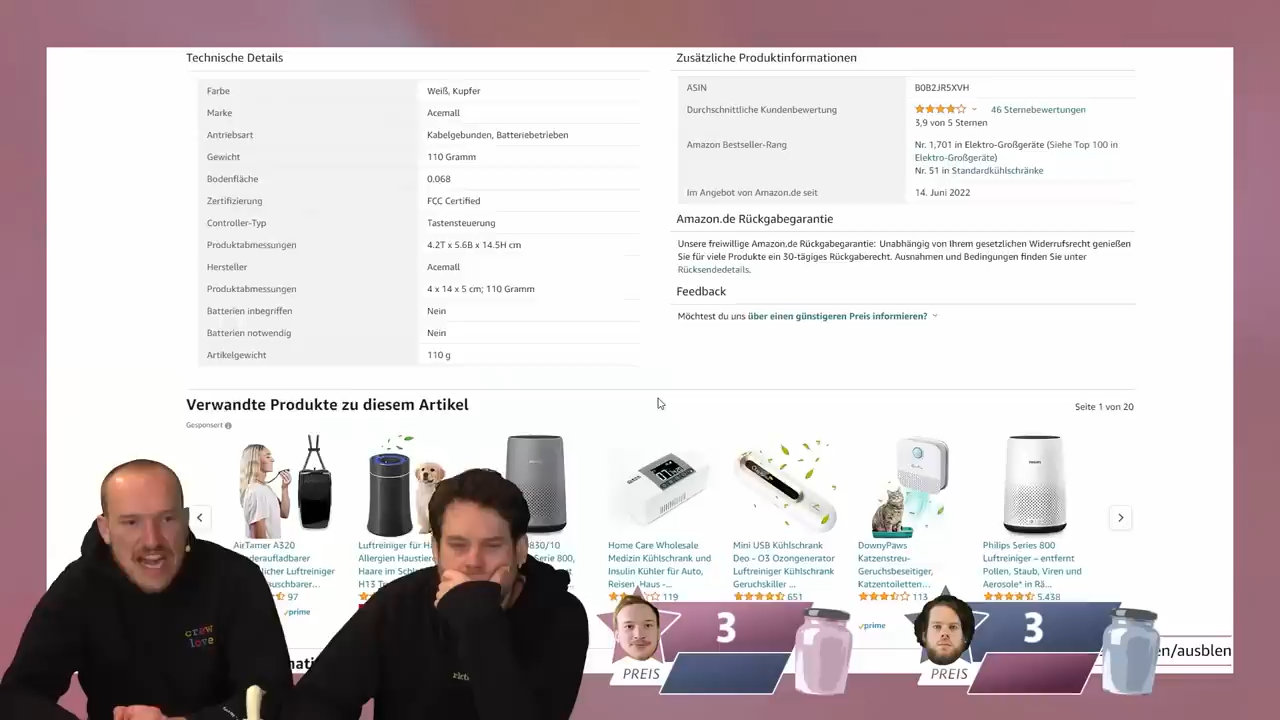 Technische Details
Farbe Weiß, Kupfer
Marke Acemall
Antriebsart Kabelgebunden, Batteriebetrieben
Gewicht 110 Gramm
Bodenfläche 0.068
Zertifizierung FCC Certified
Controller-Typ Tastensteuerung
Produktabmessungen 4.2T x 5.6B x 14.5H cm
Hersteller Acemall
Produktabmessungen 4 x 14 x 5 cm; 110 Gramm
Batterien inbegriffen Nein
Batterien notwendig Nein
Artikelgewicht 110 g
Zusätzliche Produktinformationen
ASIN B0B2JR5XVH
Durchschnittliche Kundenbewertung 46 Sternebewertungen
3,9 von 5 Sternen
Amazon Bestseller-Rang Nr. 1,701 in Elektro-Großgeräte (Siehe Top 100 in
Elektro-Großgeräte)
Nr. 51 in Standardkühlschränke
Im Angebot von Amazon.de seit 14. Juni 2022
Amazon.de Rückgabegarantie
Unsere freiwillige Amazon.de Rückgabegarantie: Unabhängig von Ihrem gesetzlichen Widerrufsrecht genießen
Sie für viele Produkte ein 30-tägiges Rückgaberecht. Ausnahmen und Bedingungen finden Sie unter
Rücksendedetails.
Feedback
Möchtest du uns über einen günstigeren Preis informieren?
Verwandte Produkte zu diesem Artikel
Seite 1 von 20
Gesponsert
AirTamer A320
deraufladbarer
licher Luftreiniger
auschbarer...
97
prime
Luftreiniger für H
Allergien Haustier
Haare im Schl
H13 T
0830/10
Serie 800,
Home Care Wholesale
Medizin Kühlschrank und
Insulin Kühler für Auto,
Reisen, Haus -...
119
Mini USB Kühlschrank
Deo - O3 Ozongenerator
Luftreiniger Kühlschrank
Geruchskiller ...
651
DownyPaws
Katzenstreu-
Geruchsbeseitiger,
Katzentoiletten...
113
prime
Philips Series 800
Luftreiniger – entfernt
Pollen, Staub, Viren und
Aerosole* in Rä...
5.438
mati
en/ausblen
crew
love
3
PREIS
3
PREIS